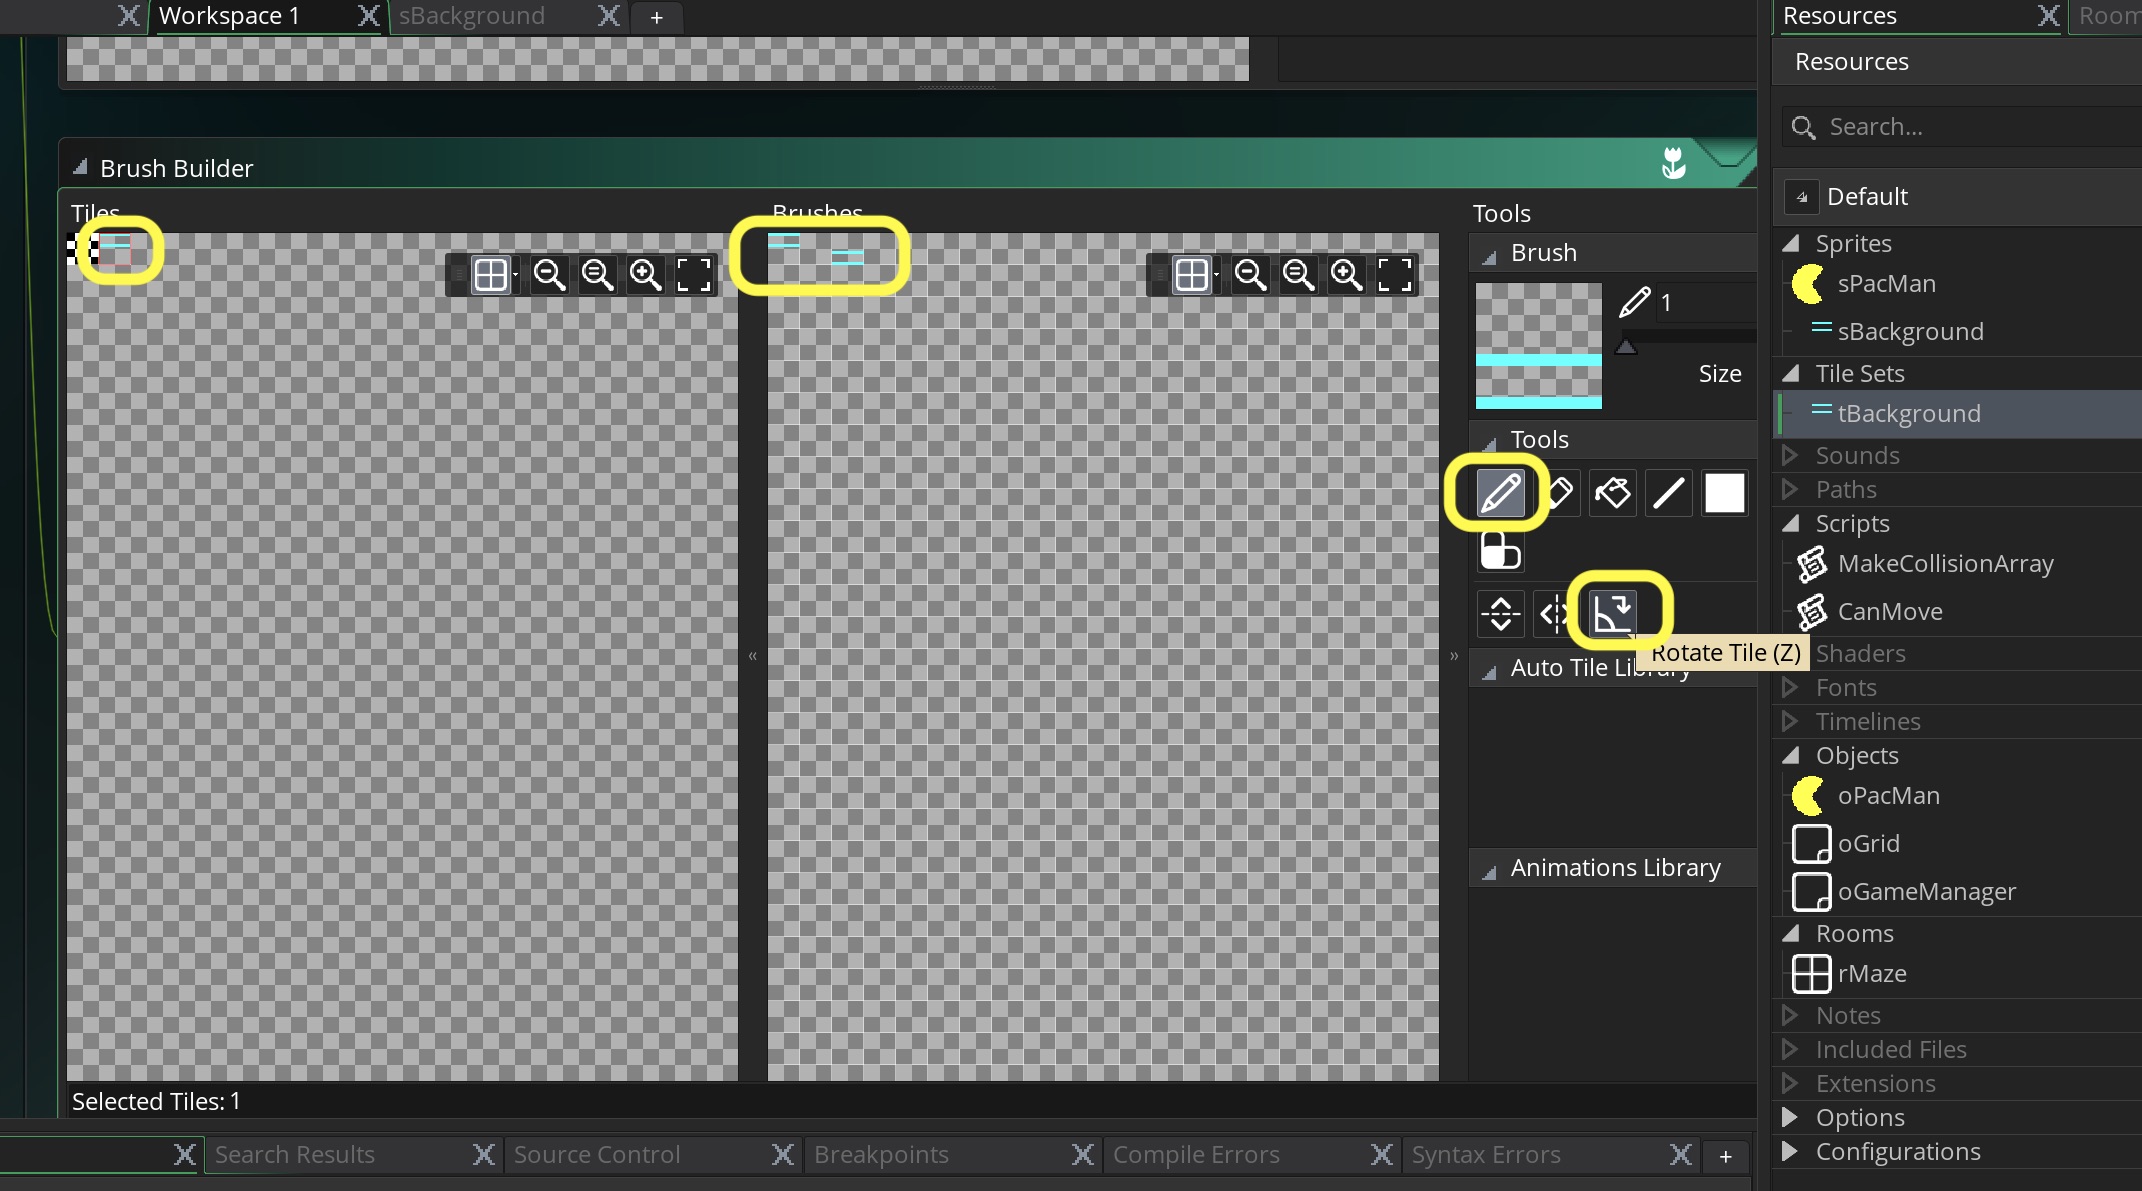 Workspace 1
sBackground
+
Resources
Room
Resources
Search...
Brush Builder
Default
Tiles
Brushes
Tools
Brush
1
Size
Tools
Rotate Tile (Z)
Auto Tile Library
Animations Library
Sprites
sPacMan
sBackground
Tile Sets
tBackground
Sounds
Paths
Scripts
MakeCollisionArray
CanMove
Shaders
Fonts
Timelines
Objects
oPacMan
oGrid
oGameManager
Rooms
rMaze
Notes
Included Files
Extensions
Options
Configurations
Selected Tiles: 1
Search Results
Source Control
Breakpoints
Compile Errors
Syntax Errors
+